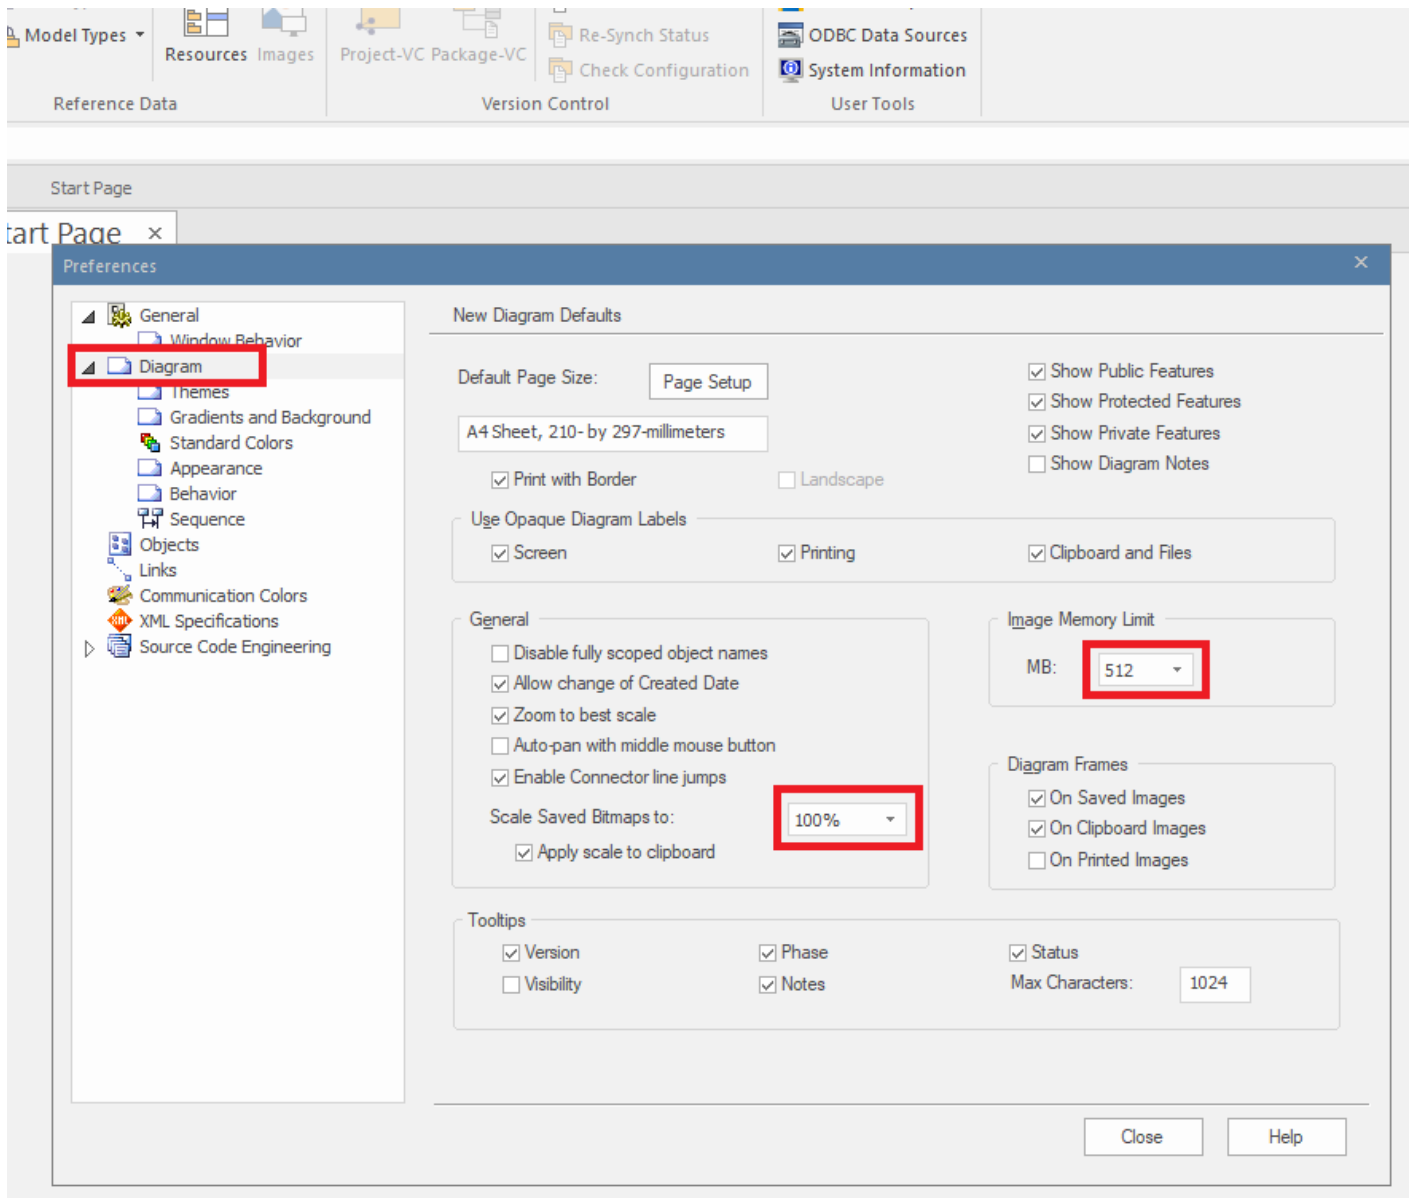 Model Types
Resources
Images
Project-VC
Package-VC
Re-Synch Status
Check Configuration
ODBC Data Sources
System Information
Reference Data
Version Control
User Tools
Start Page
tart Page ×
Preferences
General
Window Behavior
Diagram
Themes
Gradients and Background
Standard Colors
Appearance
Behavior
Sequence
Objects
Links
Communication Colors
XML Specifications
Source Code Engineering
New Diagram Defaults
Default Page Size:
Page Setup
A4 Sheet, 210- by 297-millimeters
Print with Border
Landscape
Show Public Features
Show Protected Features
Show Private Features
Show Diagram Notes
Use Opaque Diagram Labels
Screen
Printing
Clipboard and Files
General
Disable fully scoped object names
Allow change of Created Date
Zoom to best scale
Auto-pan with middle mouse button
Enable Connector line jumps
Scale Saved Bitmaps to:
100%
Apply scale to clipboard
Image Memory Limit
MB:
512
Diagram Frames
On Saved Images
On Clipboard Images
On Printed Images
Tooltips
Version
Phase
Status
Visibility
Notes
Max Characters:
1024
Close
Help